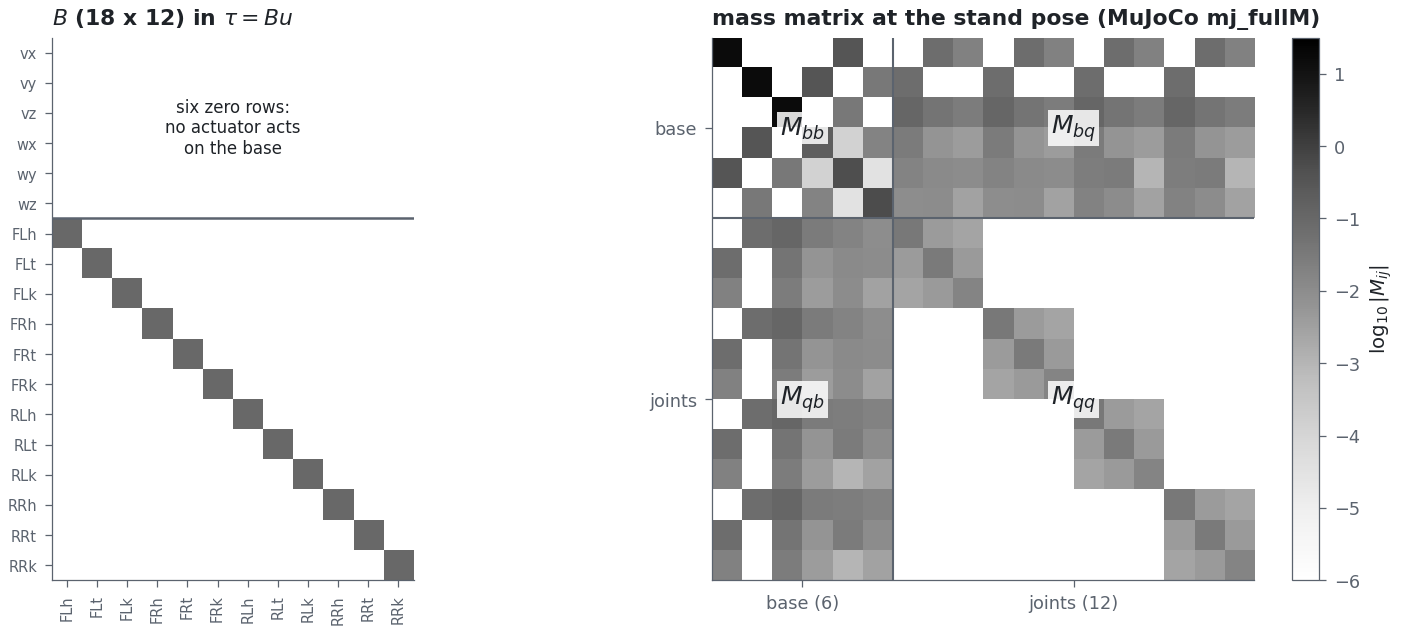 B (18 x 12) in τ = Bu
vx
vy
vz
wx
wy
wz
FLh
FLt
FLk
FRh
FRt
FRk
RLh
RLt
RLk
RRh
RRt
RRk
six zero rows:
no actuator acts
on the base
FLh FLt FLk FRh FRt FRk RLh RLt RLk RRh RRt RRk
mass matrix at the stand pose (MuJoCo mj_fullM)
base
joints
M_bb
M_bq
M_qb
M_qq
base (6) joints (12)
1
0
−1
−2
−3
−4
−5
−6
log₁₀|M_ij|